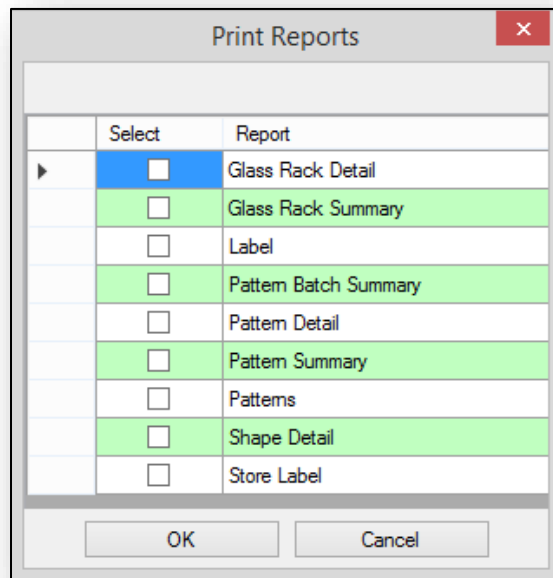 Print Reports
Select Report
Glass Rack Detail
Glass Rack Summary
Label
Pattern Batch Summary
Pattern Detail
Pattern Summary
Patterns
Shape Detail
Store Label
OK Cancel